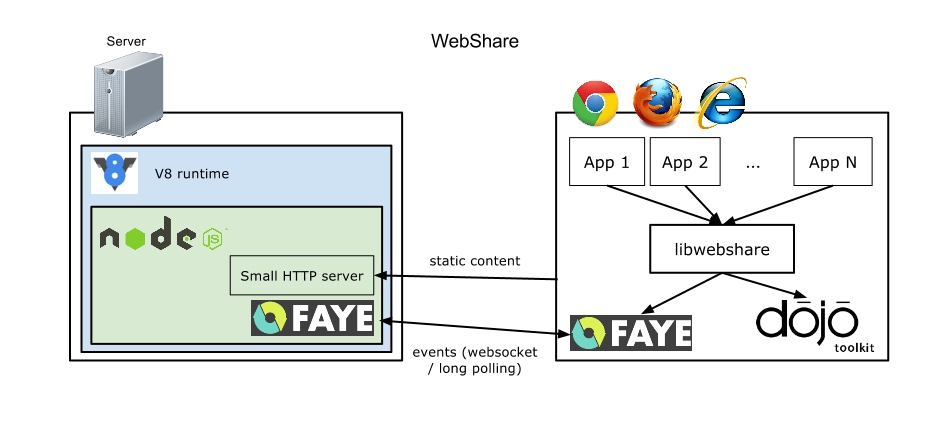 Server
WebShare
V8 runtime
node
JS
Small HTTP server
FAYE
static content
events (websocket
/ long polling)
App 1
App 2
...
App N
libwebshare
FAYE
dōjō
toolkit